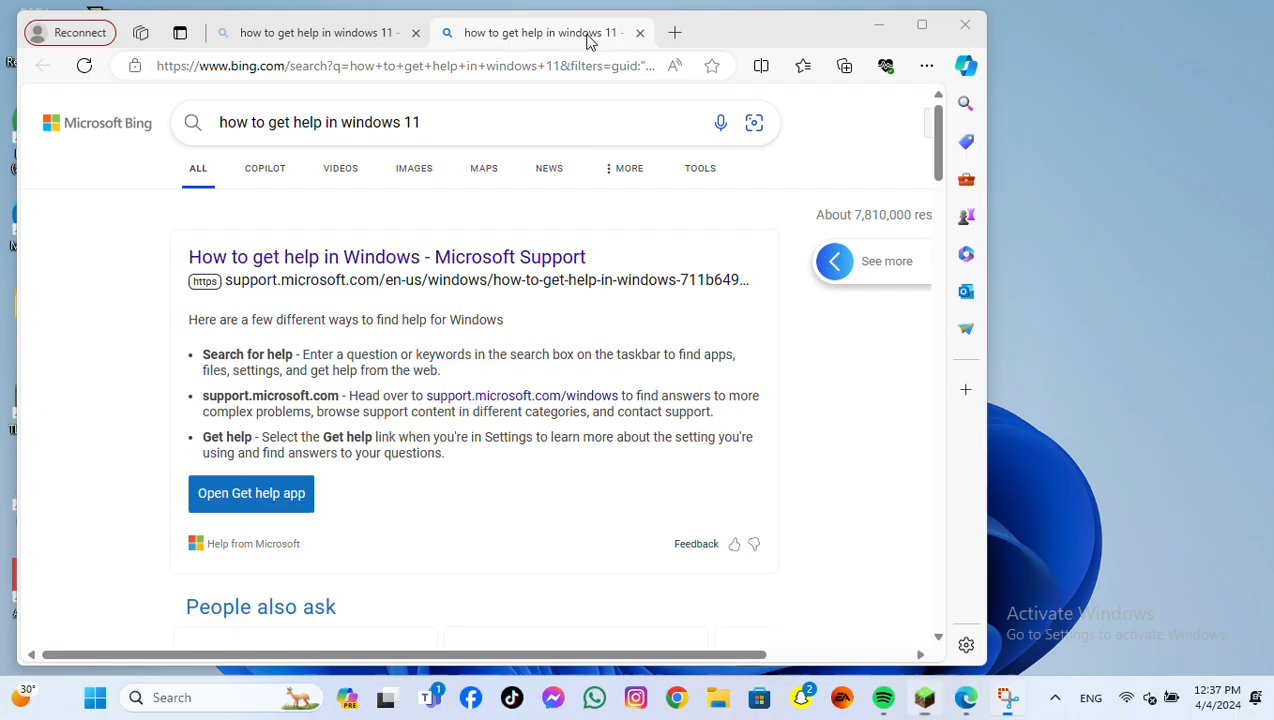 Reconnect
how to get help in windows 11 -
how to get help in windows 11 -
https://www.bing.com/search?q=how+to+get+help+in+windows+11&filters=guid:"...
Microsoft Bing
how to get help in windows 11
ALL COPILOT VIDEOS IMAGES MAPS NEWS MORE TOOLS
About 7,810,000 res
How to get help in Windows - Microsoft Support
https support.microsoft.com/en-us/windows/how-to-get-help-in-windows-711b649...
See more
Here are a few different ways to find help for Windows
• Search for help - Enter a question or keywords in the search box on the taskbar to find apps,
files, settings, and get help from the web.
• support.microsoft.com - Head over to support.microsoft.com/windows to find answers to more
complex problems, browse support content in different categories, and contact support.
• Get help - Select the Get help link when you're in Settings to learn more about the setting you're
using and find answers to your questions.
Open Get help app
Help from Microsoft
Feedback
People also ask
Activate Windows
Go to Settings to activate Windows.
30°
Search
PRE
1
2
EA
ENG
12:37 PM
4/4/2024